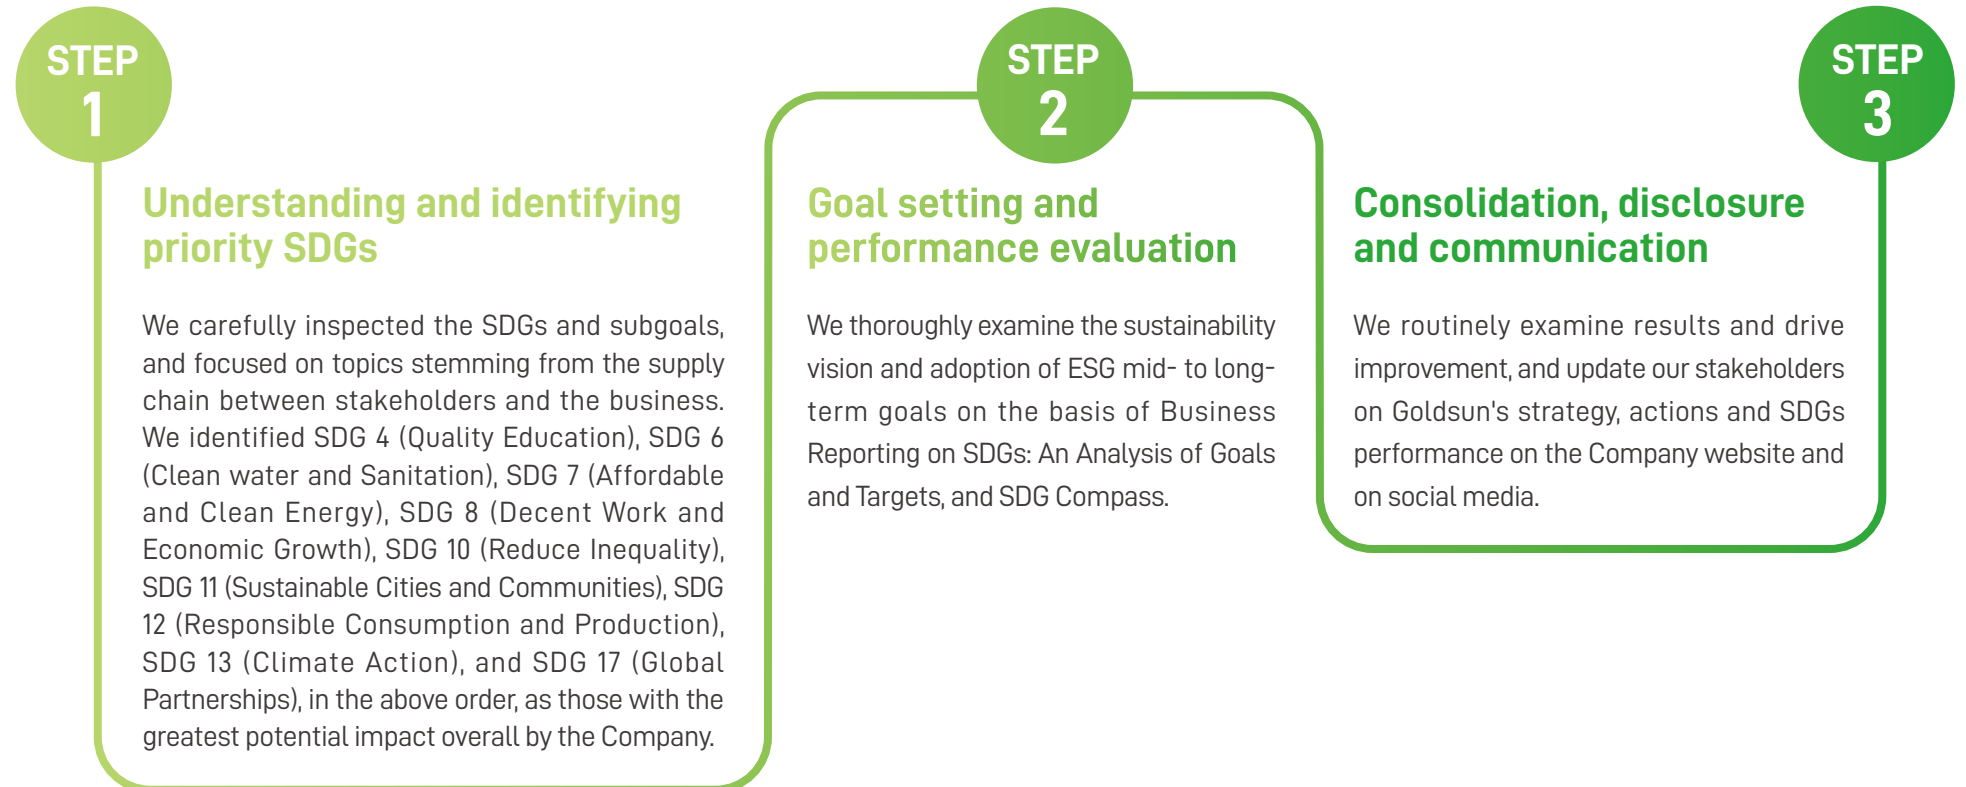 STEP
1
Understanding and identifying
priority SDGs
We carefully inspected the SDGs and subgoals,
and focused on topics stemming from the supply
chain between stakeholders and the business.
We identified SDG 4 (Quality Education), SDG 6
(Clean water and Sanitation), SDG 7 (Affordable
and Clean Energy), SDG 8 (Decent Work and
Economic Growth), SDG 10 (Reduce Inequality),
SDG 11 (Sustainable Cities and Communities), SDG
12 (Responsible Consumption and Production),
SDG 13 (Climate Action), and SDG 17 (Global
Partnerships), in the above order, as those with the
greatest potential impact overall by the Company.
STEP
2
Goal setting and
performance evaluation
We thoroughly examine the sustainability
vision and adoption of ESG mid- to long-
term goals on the basis of Business
Reporting on SDGs: An Analysis of Goals
and Targets, and SDG Compass.
STEP
3
Consolidation, disclosure
and communication
We routinely examine results and drive
improvement, and update our stakeholders
on Goldsun's strategy, actions and SDGs
performance on the Company website and
on social media.